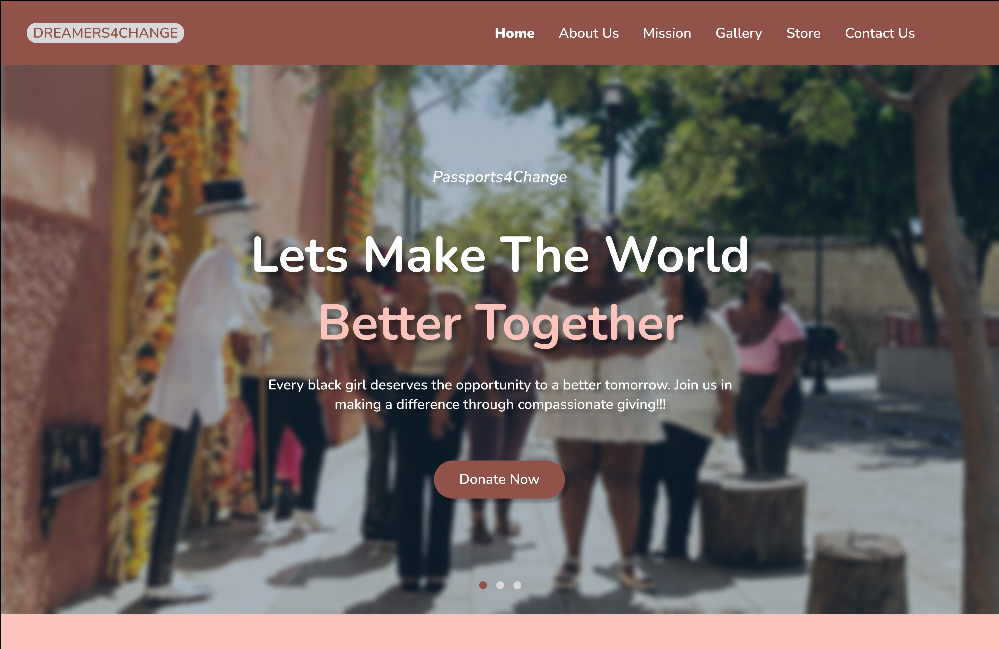 DREAMERS4CHANGE
Home About Us Mission Gallery Store Contact Us
Passports4Change
Lets Make The World
Better Together
Every black girl deserves the opportunity to a better tomorrow. Join us in
making a difference through compassionate giving!!!
Donate Now